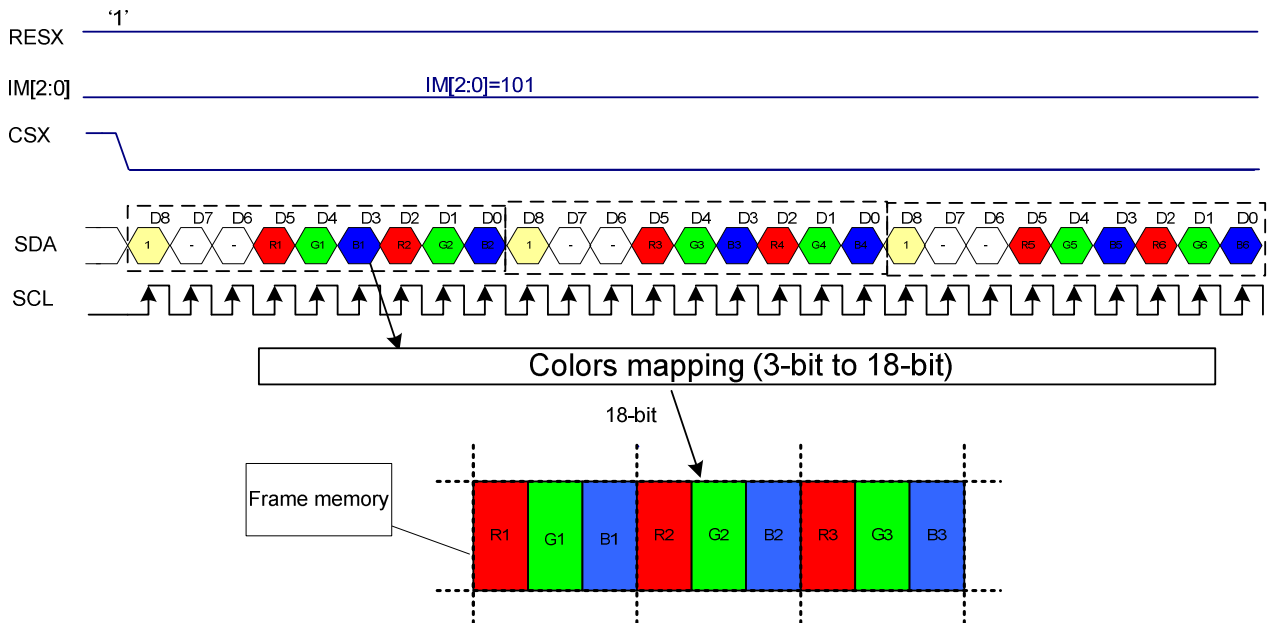 ‘1’
RESX
IM[2:0]
IM[2:0]=101
CSX
D8 D7 D6 D5 D4 D3 D2 D1 D0 D8 D7 D6 D5 D4 D3 D2 D1 D0 D8 D7 D6 D5 D4 D3 D2 D1 D0
SDA
1 - - R1 G1 B1 R2 G2 B2 1 - - R3 G3 B3 R4 G4 B4 1 - - R5 G5 B5 R6 G6 B6
SCL
Colors mapping (3-bit to 18-bit)
18-bit
Frame memory
R1 G1 B1 R2 G2 B2 R3 G3 B3